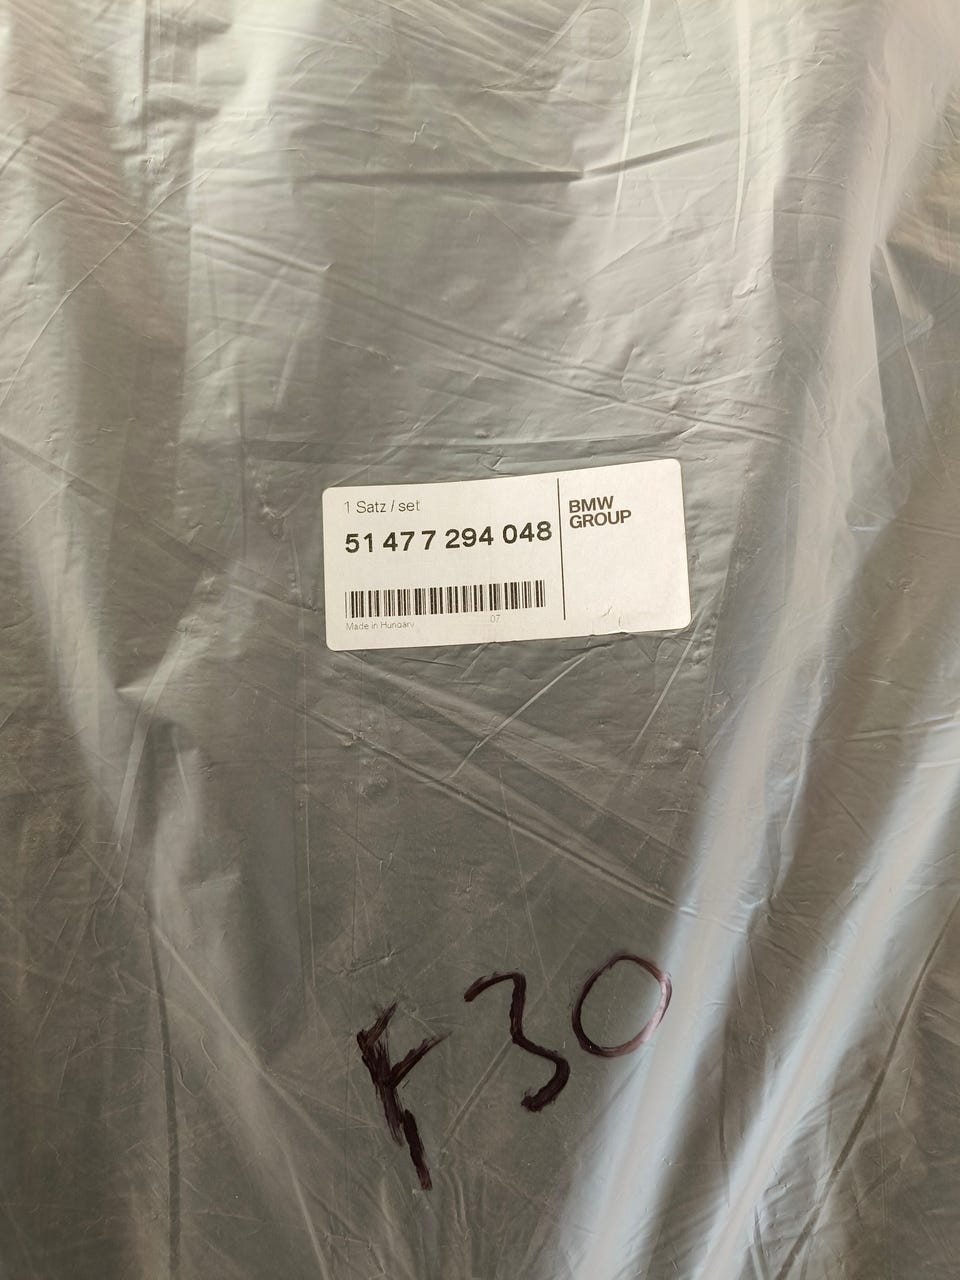 1 Satz / set
51 47 7 294 048
Made in Hungary
07
BMW
GROUP
F30